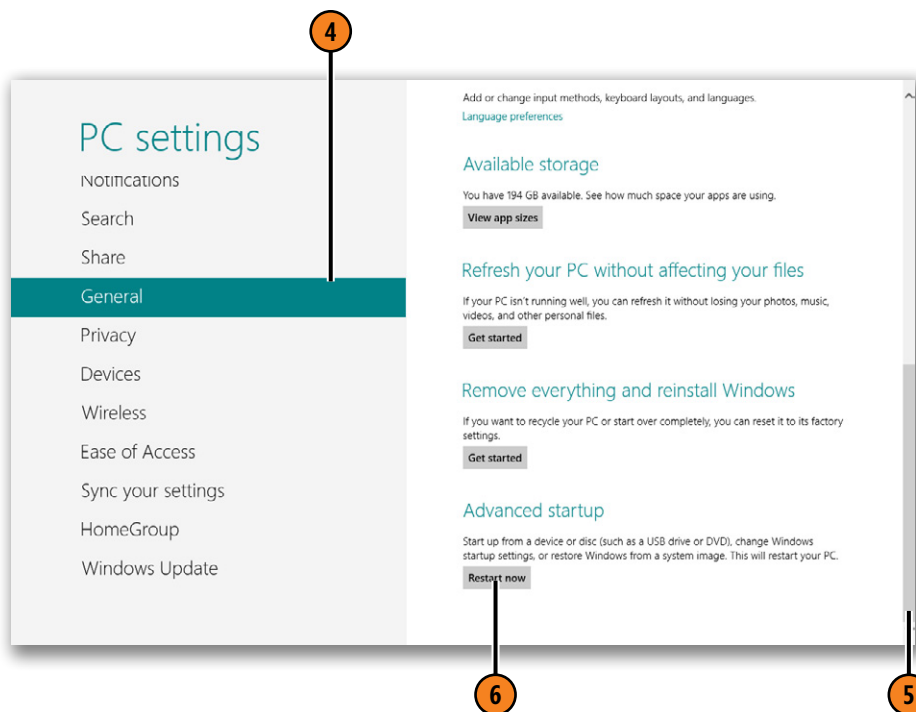 4
PC settings
Notifications
Search
Share
General
Privacy
Devices
Wireless
Ease of Access
Sync your settings
HomeGroup
Windows Update
Add or change input methods, keyboard layouts, and languages.
Language preferences
Available storage
You have 194 GB available. See how much space your apps are using.
View app sizes
Refresh your PC without affecting your files
If your PC isn't running well, you can refresh it without losing your photos, music,
videos, and other personal files.
Get started
Remove everything and reinstall Windows
If you want to recycle your PC or start over completely, you can reset it to its factory
settings.
Get started
Advanced startup
Start up from a device or disc (such as a USB drive or DVD), change Windows
startup settings, or restore Windows from a system image. This will restart your PC.
Restart now
6
5